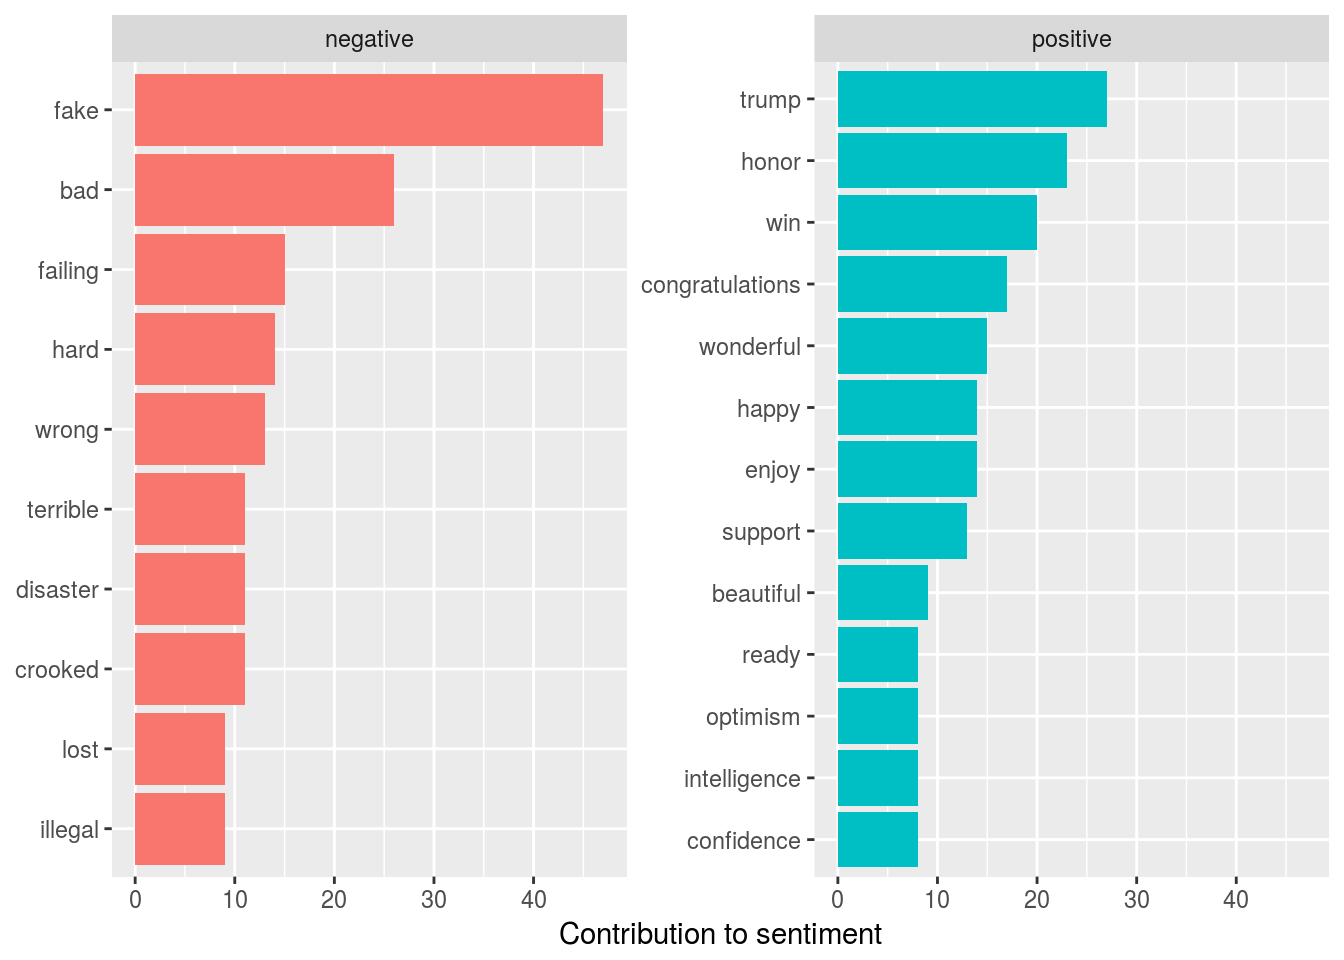 negative
fake
bad
failing
hard
wrong
terrible
disaster
crooked
lost
illegal
0 10 20 30 40
positive
trump
honor
win
congratulations
wonderful
happy
enjoy
support
beautiful
ready
optimism
intelligence
confidence
0 10 20 30 40
Contribution to sentiment